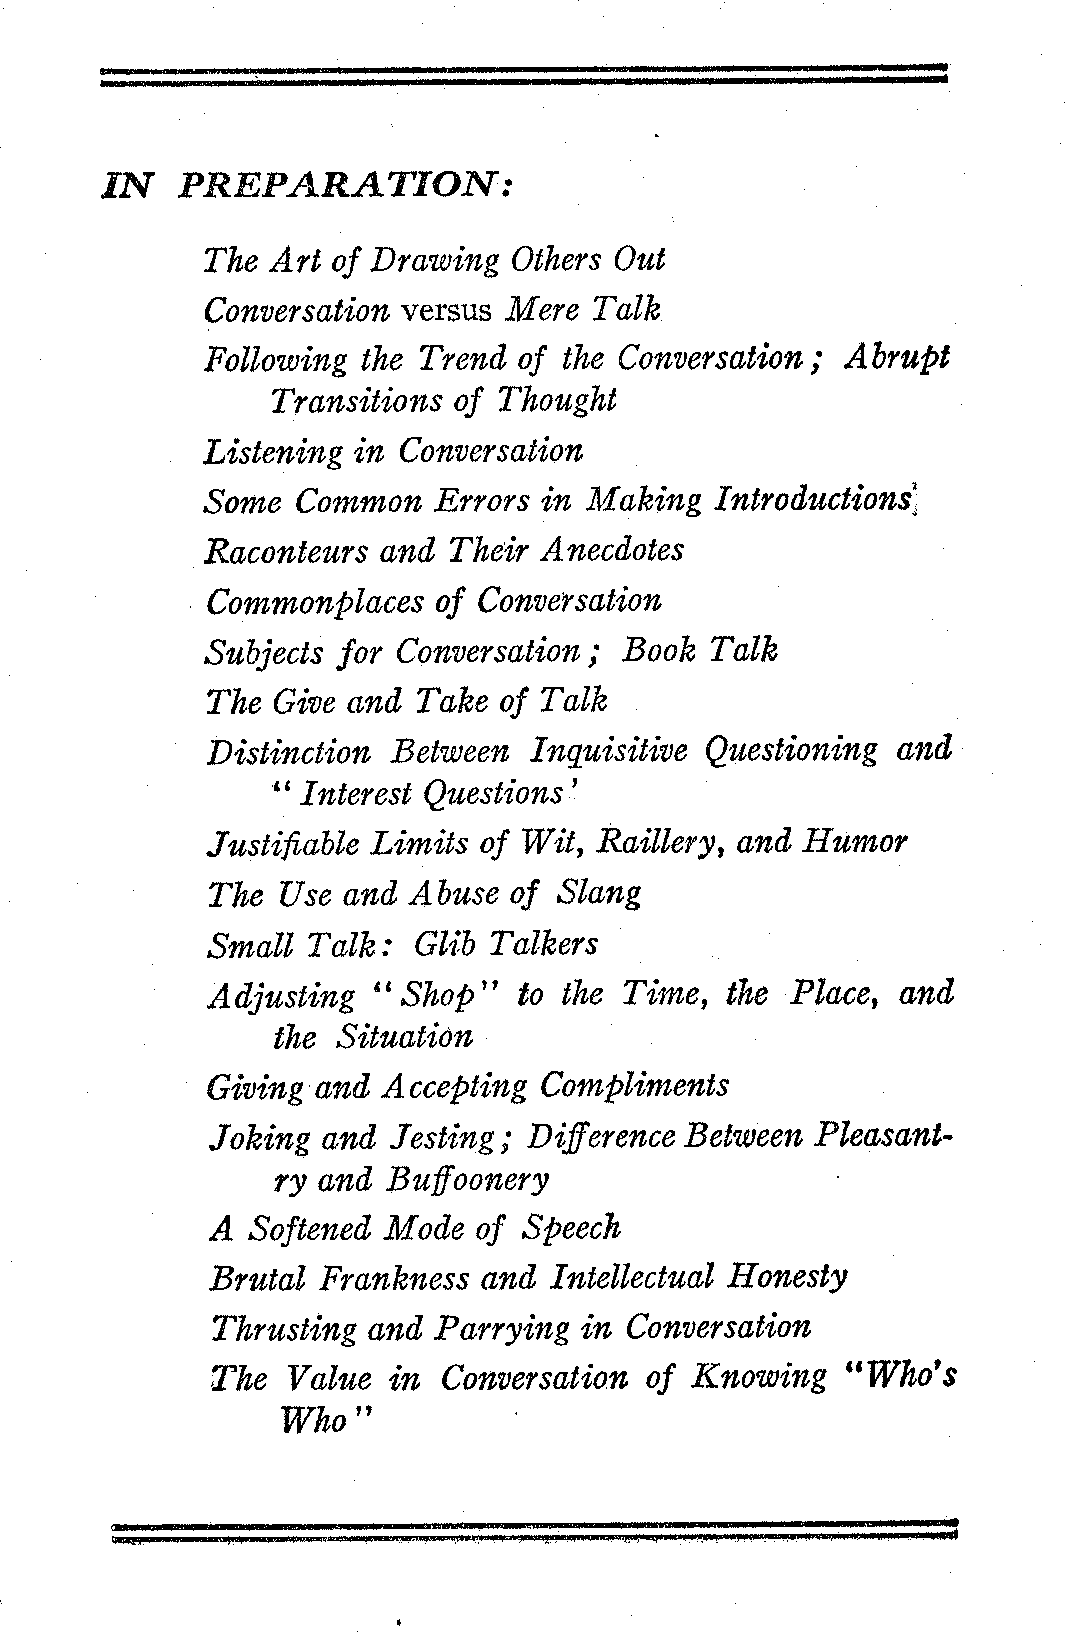 IN PREPARATION:
The Art of Drawing Others Out
Conversation versus Mere Talk
Following the Trend of the Conversation; Abrupt
Transitions of Thought
Listening in Conversation
Some Common Errors in Making Introductions
Raconteurs and Their Anecdotes
Commonplaces of Conversation
Subjects for Conversation; Book Talk
The Give and Take of Talk
Distinction Between Inquisitive Questioning and
“Interest Questions’
Justifiable Limits of Wit, Raillery, and Humor
The Use and Abuse of Slang
Small Talk: Glib Talkers
Adjusting “Shop” to the Time, the Place, and
the Situation
Giving and Accepting Compliments
Joking and Jesting; Difference Between Pleasant-
ry and Buffoonery
A Softened Mode of Speech
Brutal Frankness and Intellectual Honesty
Thrusting and Parrying in Conversation
The Value in Conversation of Knowing “Who’s
Who”